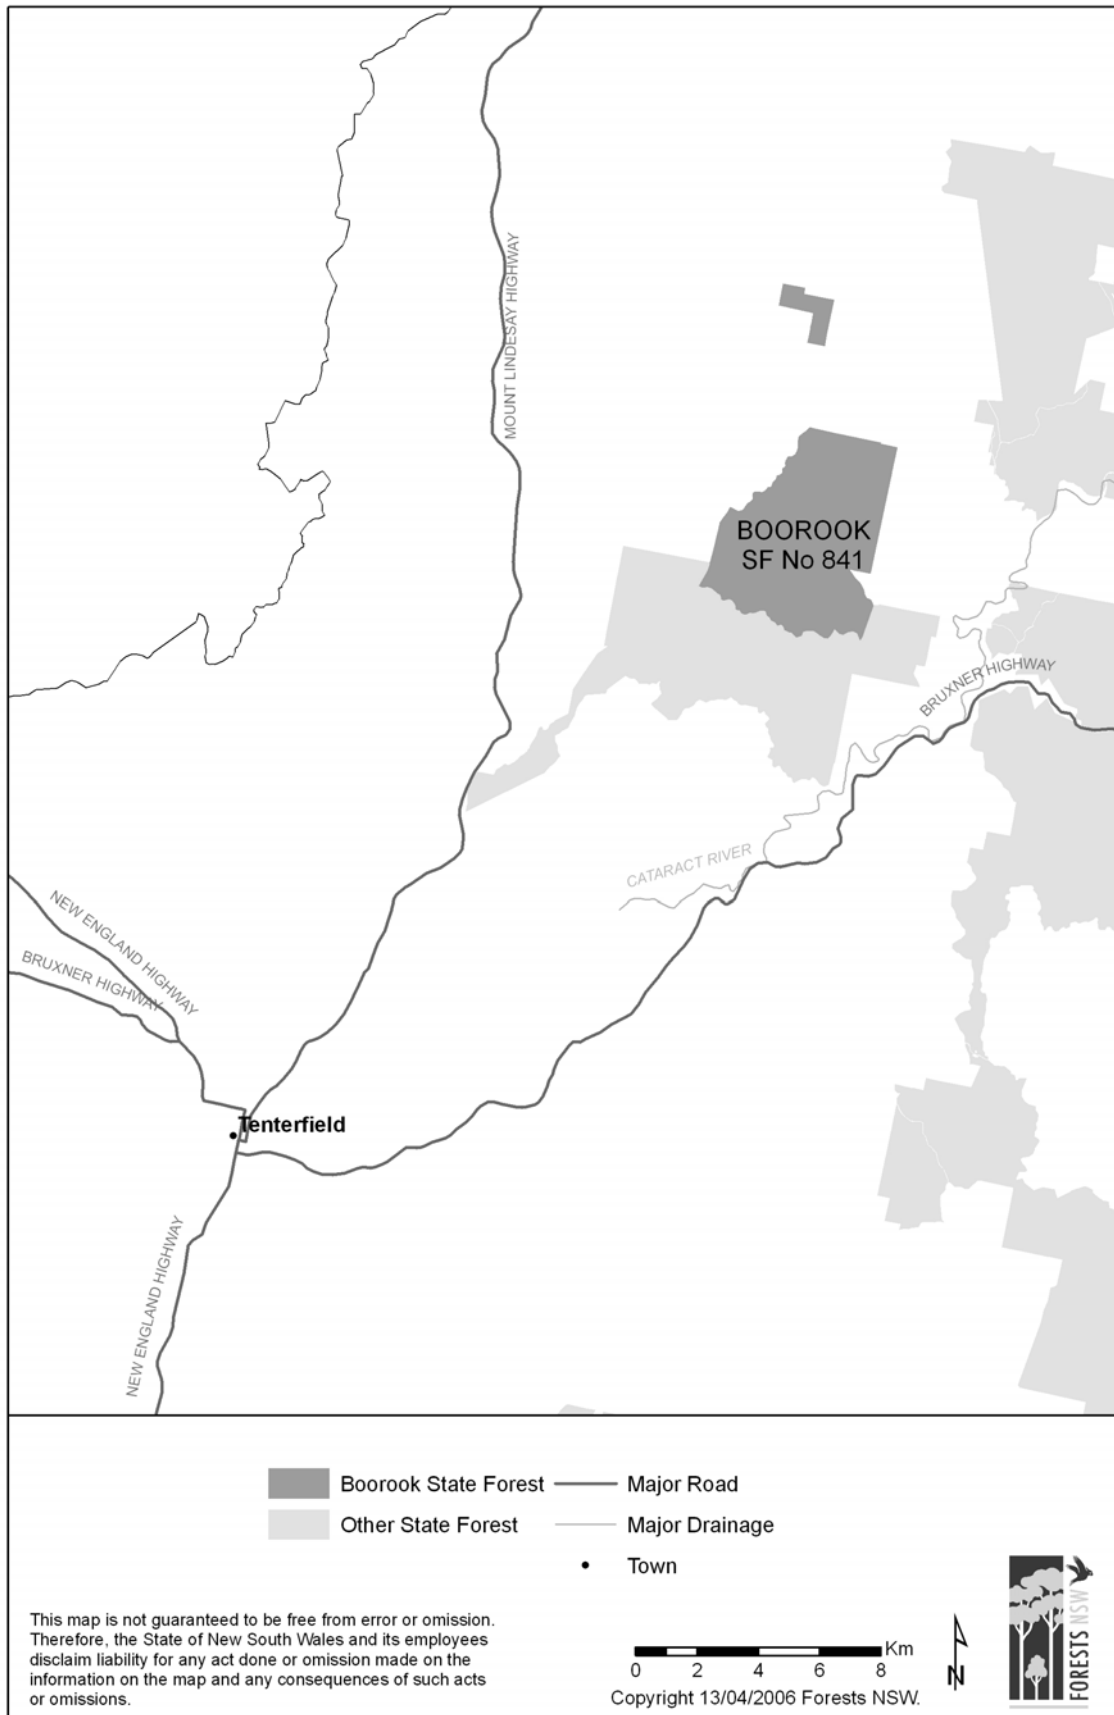 MOUNT LINDESAY HIGHWAY
BOOROOK
SF No 841
BRUXNER HIGHWAY
CATARACT RIVER
NEW ENGLAND HIGHWAY
BRUXNER HIGHWAY
Tenterfield
NEW ENGLAND HIGHWAY
Boorook State Forest
Major Road
Other State Forest
Major Drainage
Town
This map is not guaranteed to be free from error or omission.
Therefore, the State of New South Wales and its employees
disclaim liability for any act done or omission made on the
information on the map and any consequences of such acts
or omissions.
Km
0 2 4 6 8
Copyright 13/04/2006 Forests NSW.
N
FORESTS NSW